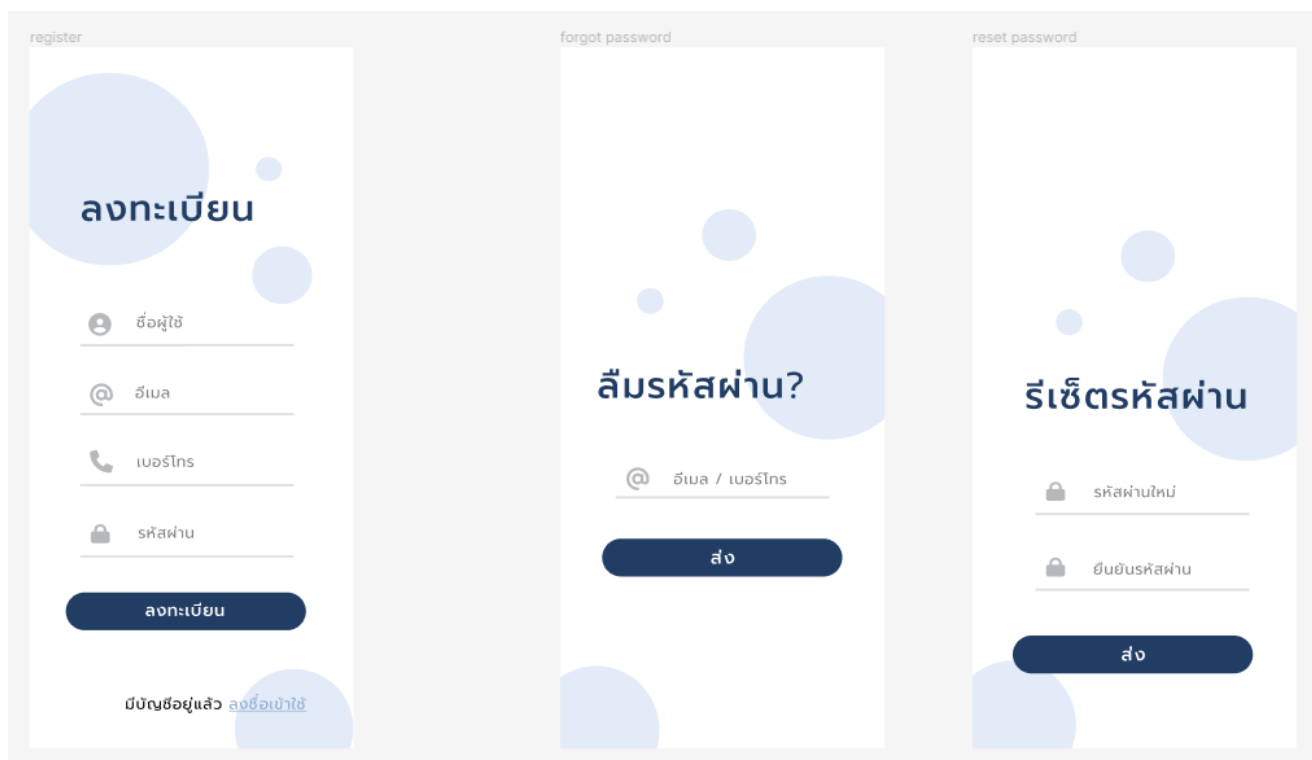 register
ลงทะเบียน
ชื่อผู้ใช้
อีเมล
เบอร์โทร
รหัสผ่าน
ลงทะเบียน
มีบัญชีอยู่แล้ว ลงชื่อเข้าใช้
forgot password
ลืมรหัสผ่าน?
อีเมล / เบอร์โทร
ส่ง
reset password
รีเซ็ตรหัสผ่าน
รหัสผ่านใหม่
ยืนยันรหัสผ่าน
ส่ง